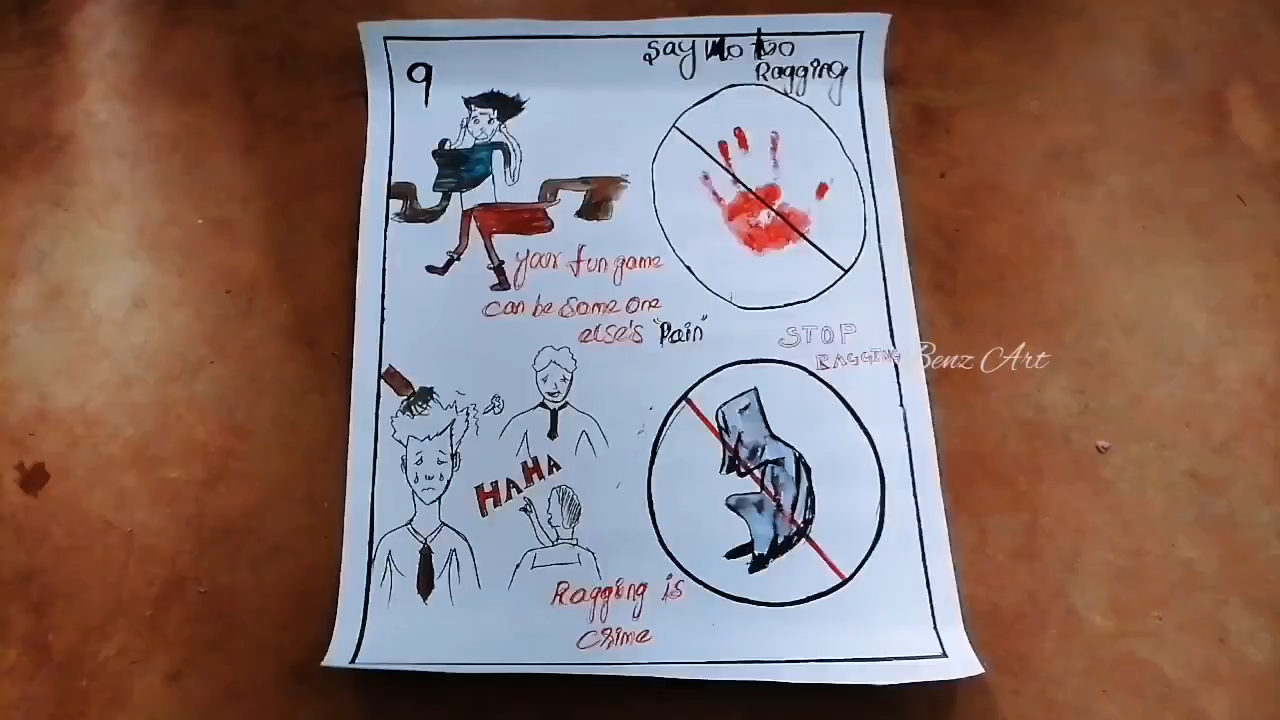 Say No too
Ragging
9
your fun game
can be some one
else's "Pain"
STOP
RAGGING
Benz Art
HAHA
Ragging is
Crime